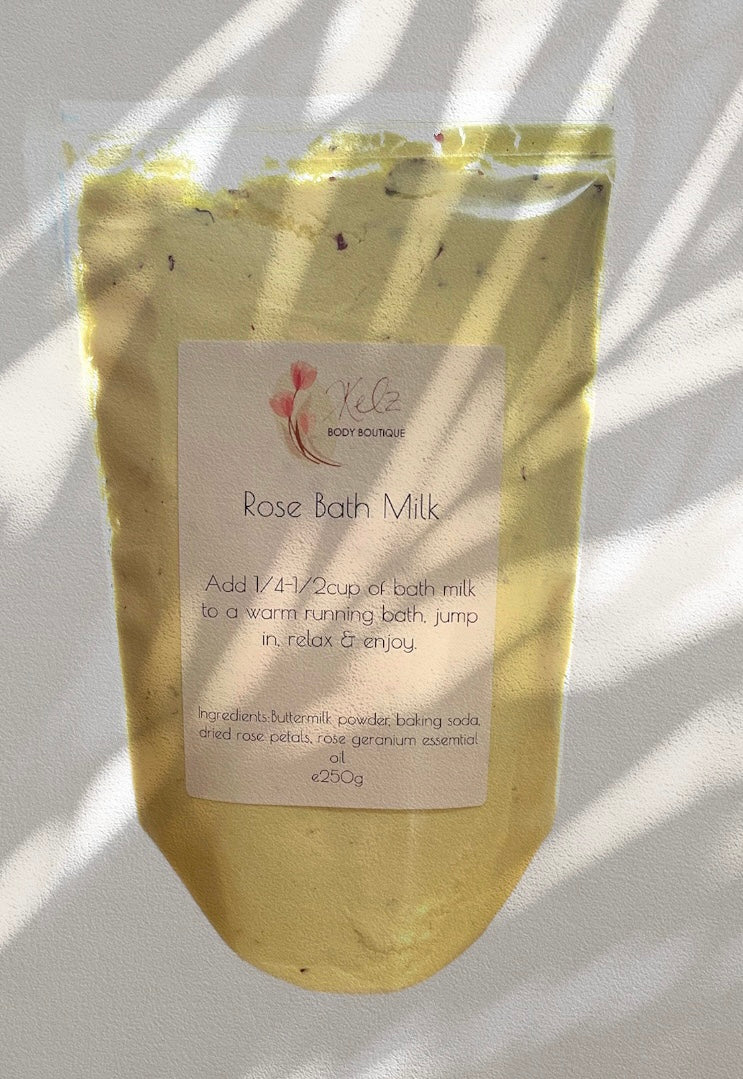 Kelz
BODY BOUTIQUE
Rose Bath Milk
Add 1/4-1/2cup of bath milk
to a warm running bath, jump
in, relax & enjoy.
Ingredients:Buttermilk powder, baking soda,
dried rose petals, rose geranium essemtial
oil
e250g